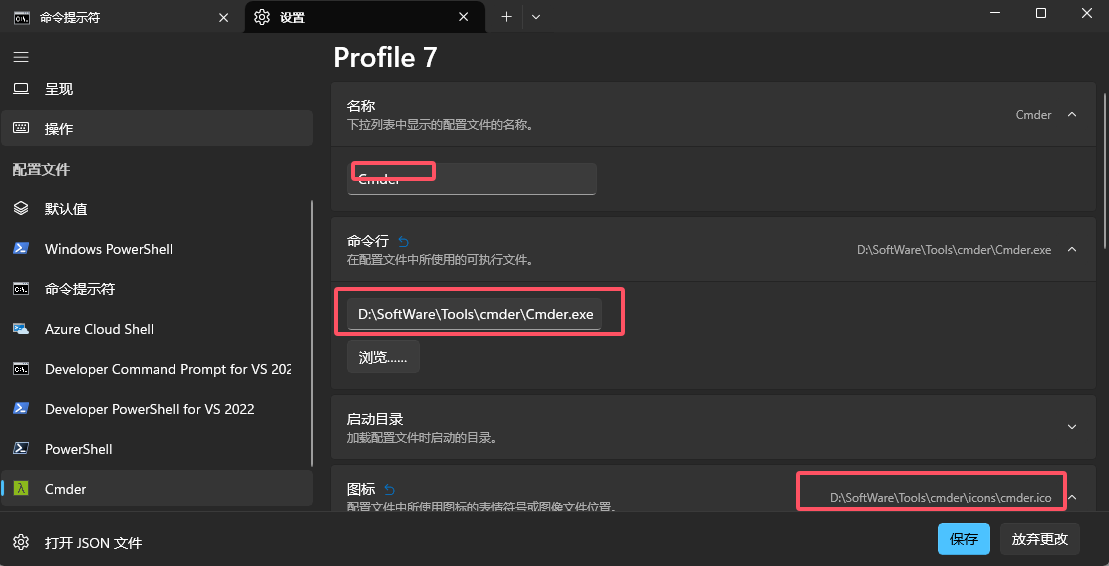 命令提示符
设置
呈现
操作
配置文件
默认值
Windows PowerShell
命令提示符
Azure Cloud Shell
Developer Command Prompt for VS 202
Developer PowerShell for VS 2022
PowerShell
Cmder
打开 JSON 文件
Profile 7
名称
下拉列表中显示的配置文件的名称。
Cmder
Cmder
命令行
在配置文件中所使用的可执行文件。
D:\SoftWare\Tools\cmder\Cmder.exe
D:\SoftWare\Tools\cmder\Cmder.exe
浏览......
启动目录
加载配置文件时启动的目录。
图标
配置文件中所使用图标的表情符号或图像文件位置。
D:\SoftWare\Tools\cmder\icons\cmder.ico
保存
放弃更改